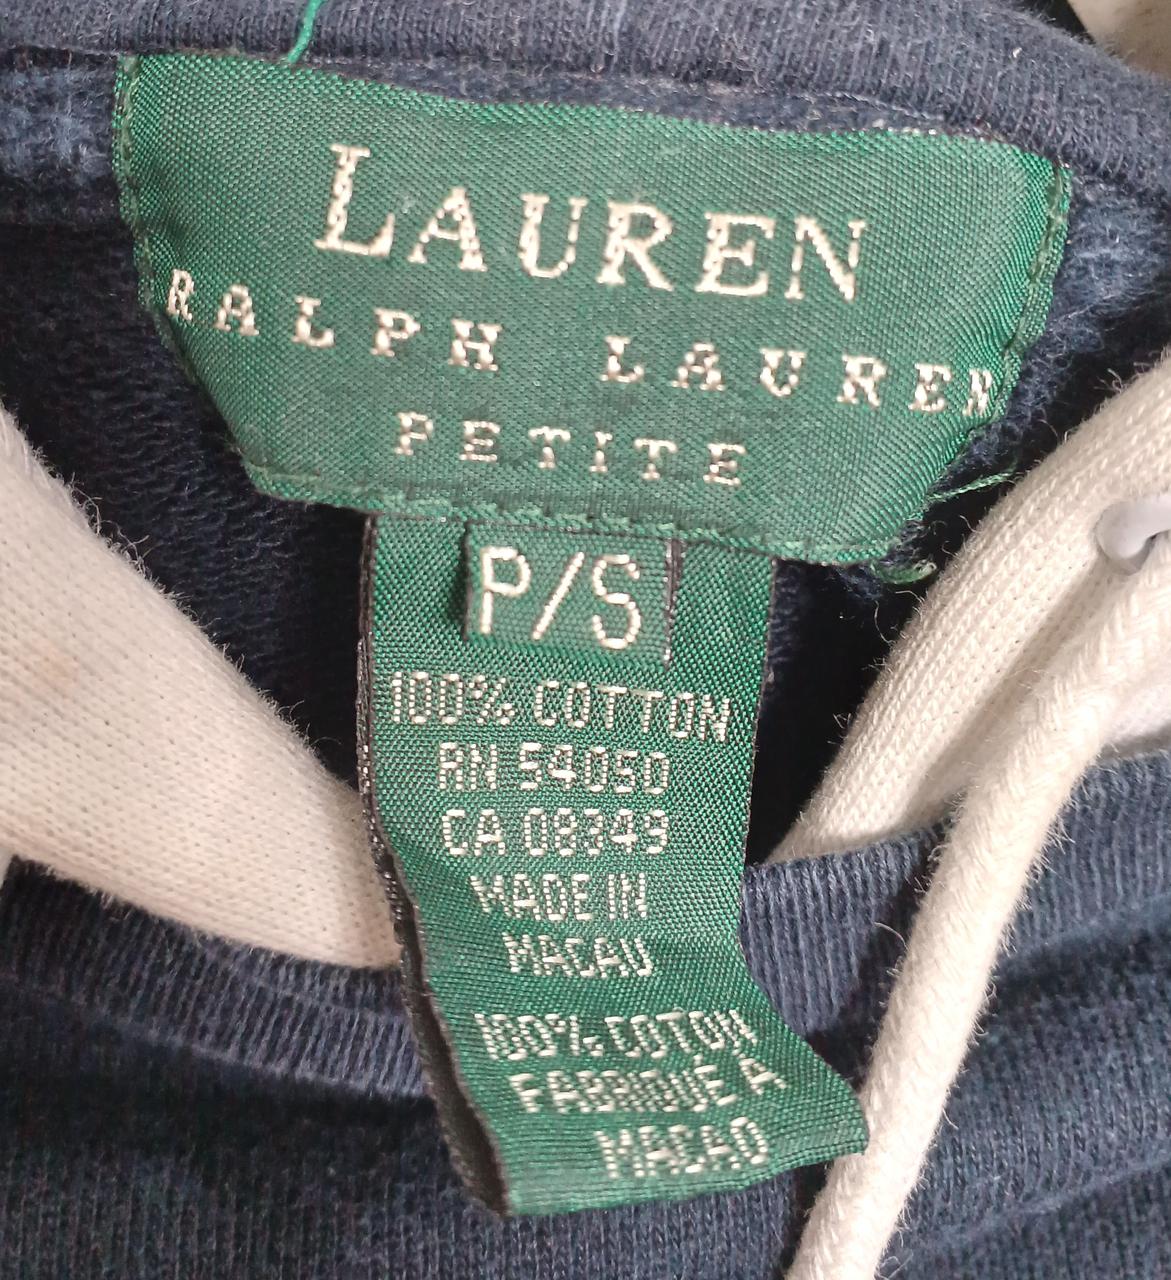 LAUREN
RALPH LAUREN
PETITE
P/S
100% COTTON
RN 54050
CA 08349
MADE IN
MACAU
100% COTON
FABRIQUÉ A
MACAO